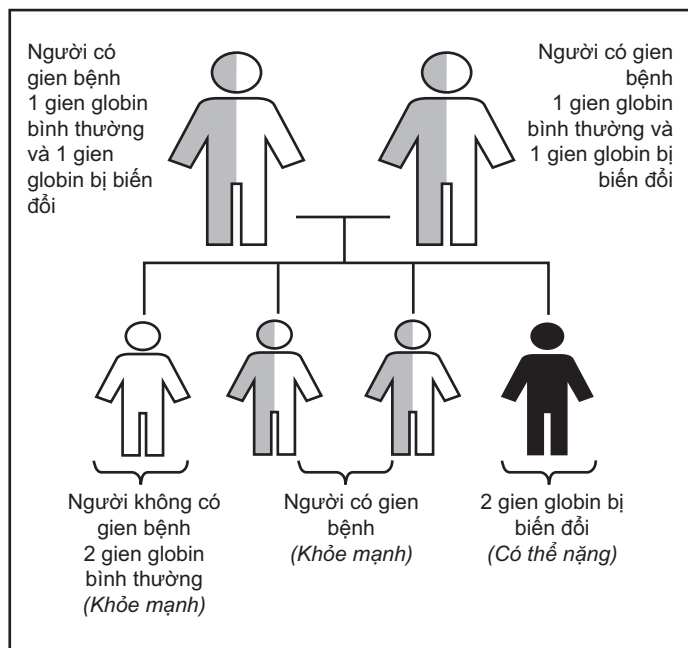 Người có
gien bệnh
1 gien globin
bình thường
và 1 gien
globin bị biến
đổi
Người có gien
bệnh
1 gien globin
bình thường và
1 gien globin bị
biến đổi
Người không có
gien bệnh
2 gien globin
bình thường
(Khỏe mạnh)
Người có gien
bệnh
(Khỏe mạnh)
2 gien globin bị
biến đổi
(Có thể nặng)